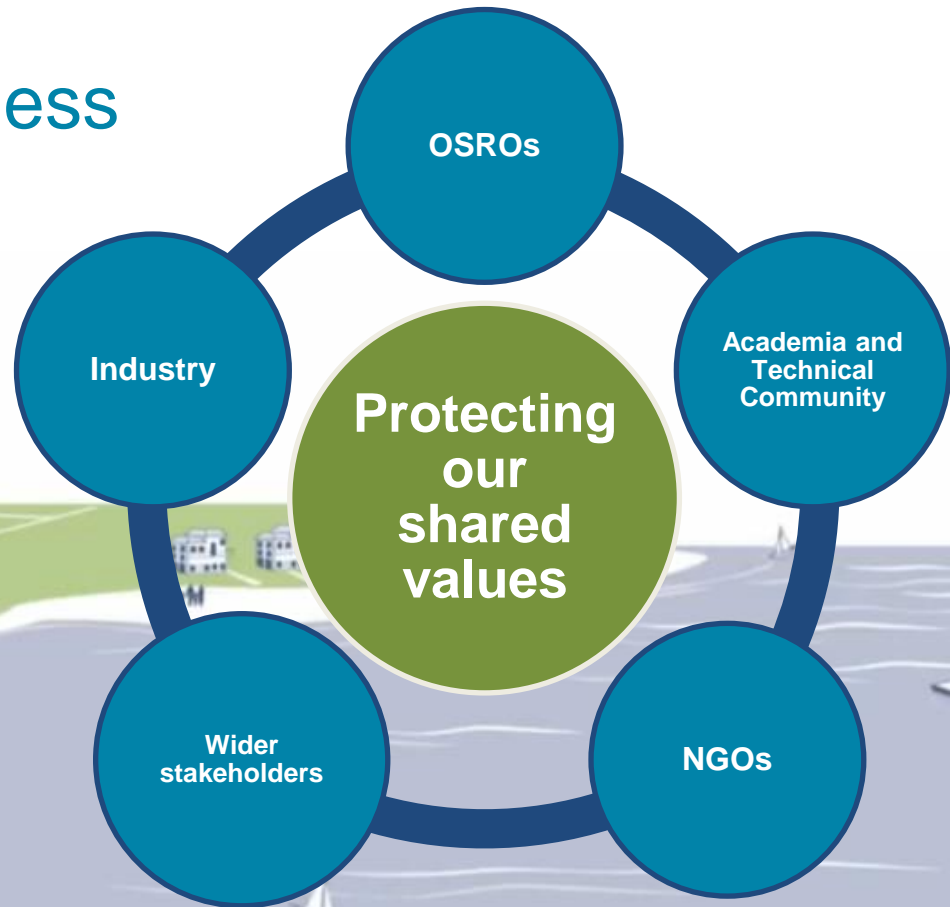 ess
OSROs
Industry
Academia and
Technical
Community
Protecting
our
shared
values
Wider
stakeholders
NGOs